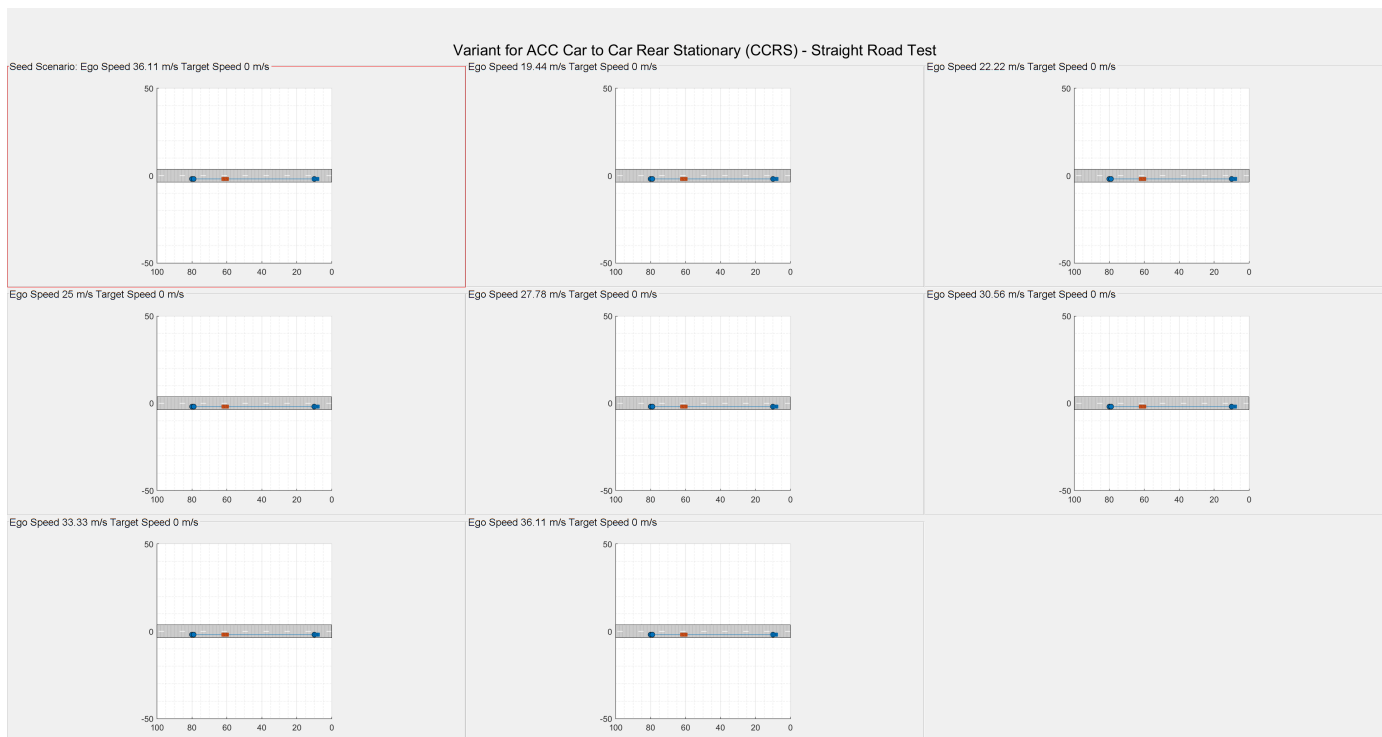 Variant for ACC Car to Car Rear Stationary (CCRS) - Straight Road Test
Seed Scenario: Ego Speed 36.11 m/s Target Speed 0 m/s
50
0
-50
100 80 60 40 20 0
Ego Speed 19.44 m/s Target Speed 0 m/s
50
0
-50
100 80 60 40 20 0
Ego Speed 22.22 m/s Target Speed 0 m/s
50
0
-50
100 80 60 40 20 0
Ego Speed 25 m/s Target Speed 0 m/s
50
0
-50
100 80 60 40 20 0
Ego Speed 27.78 m/s Target Speed 0 m/s
50
0
-50
100 80 60 40 20 0
Ego Speed 30.56 m/s Target Speed 0 m/s
50
0
-50
100 80 60 40 20 0
Ego Speed 33.33 m/s Target Speed 0 m/s
50
0
-50
100 80 60 40 20 0
Ego Speed 36.11 m/s Target Speed 0 m/s
50
0
-50
100 80 60 40 20 0